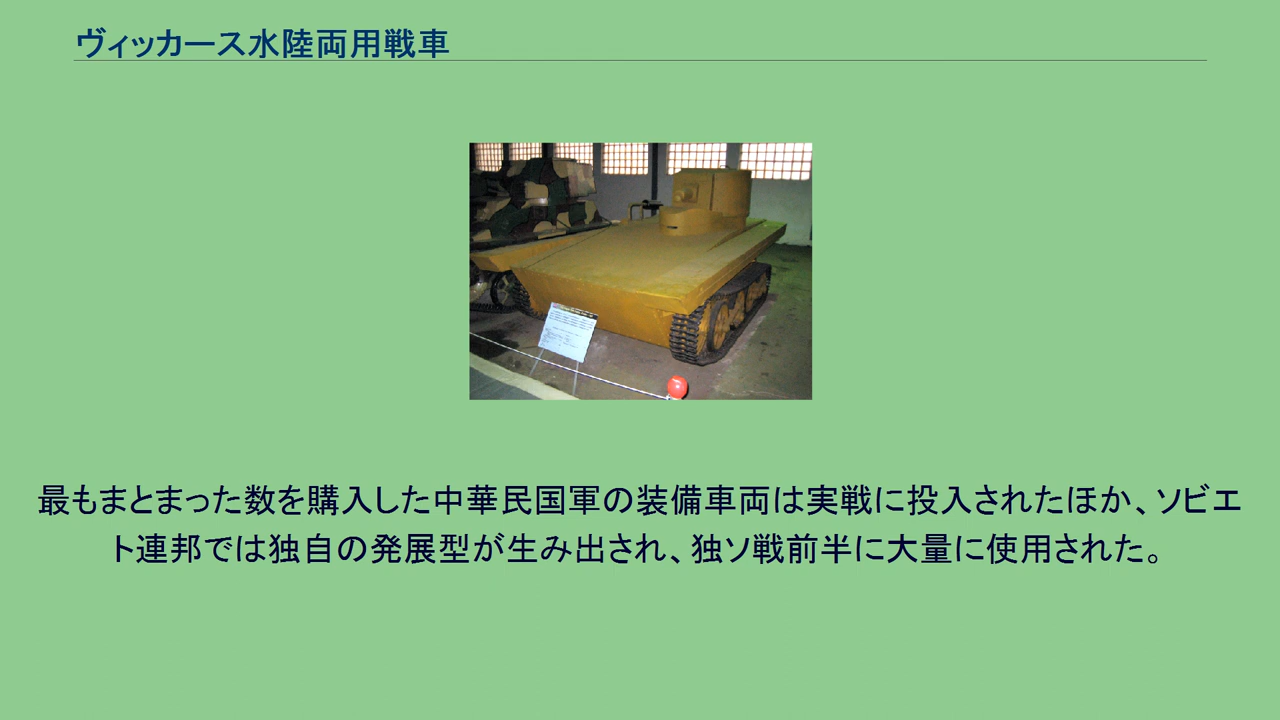 ヴィッカース水陸両用戦車
最もまとまった数を購入した中華民国軍の装備車両は実戦に投入されたほか、ソビエ
ト連邦では独自の発展型が生み出され、独ソ戦前半に大量に使用された。